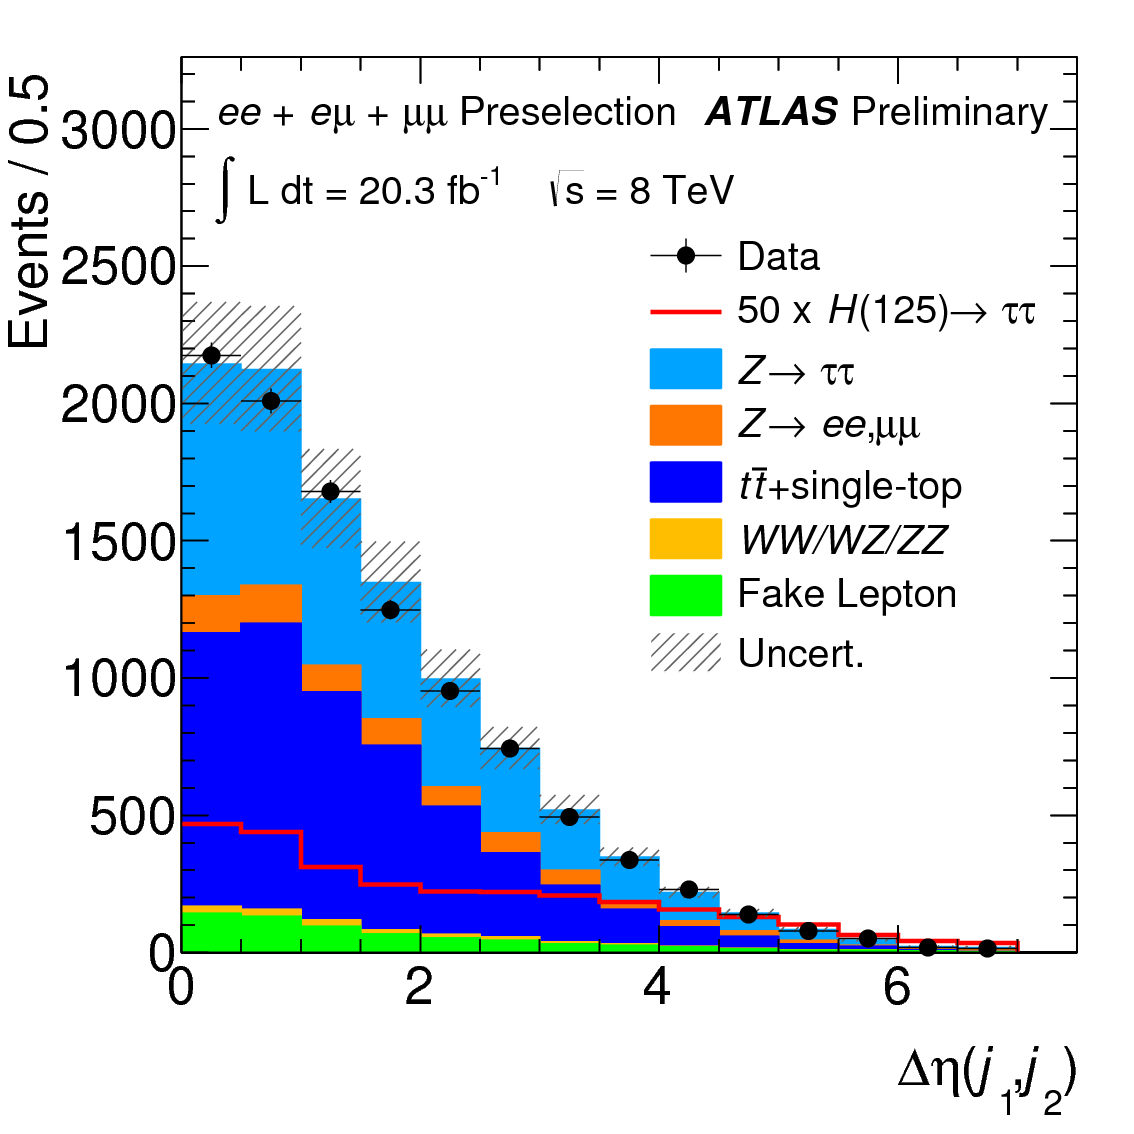 ee + eμ + μμ Preselection ATLAS Preliminary
∫ L dt = 20.3 fb⁻¹ √s = 8 TeV
Data
50 x H(125)→ ττ
Z→ ττ
Z→ ee,μμ
tt̄+single-top
WW/WZ/ZZ
Fake Lepton
Uncert.
Events / 0.5
3000
2500
2000
1500
1000
500
0
0 2 4 6
Δη(j₁,j₂)